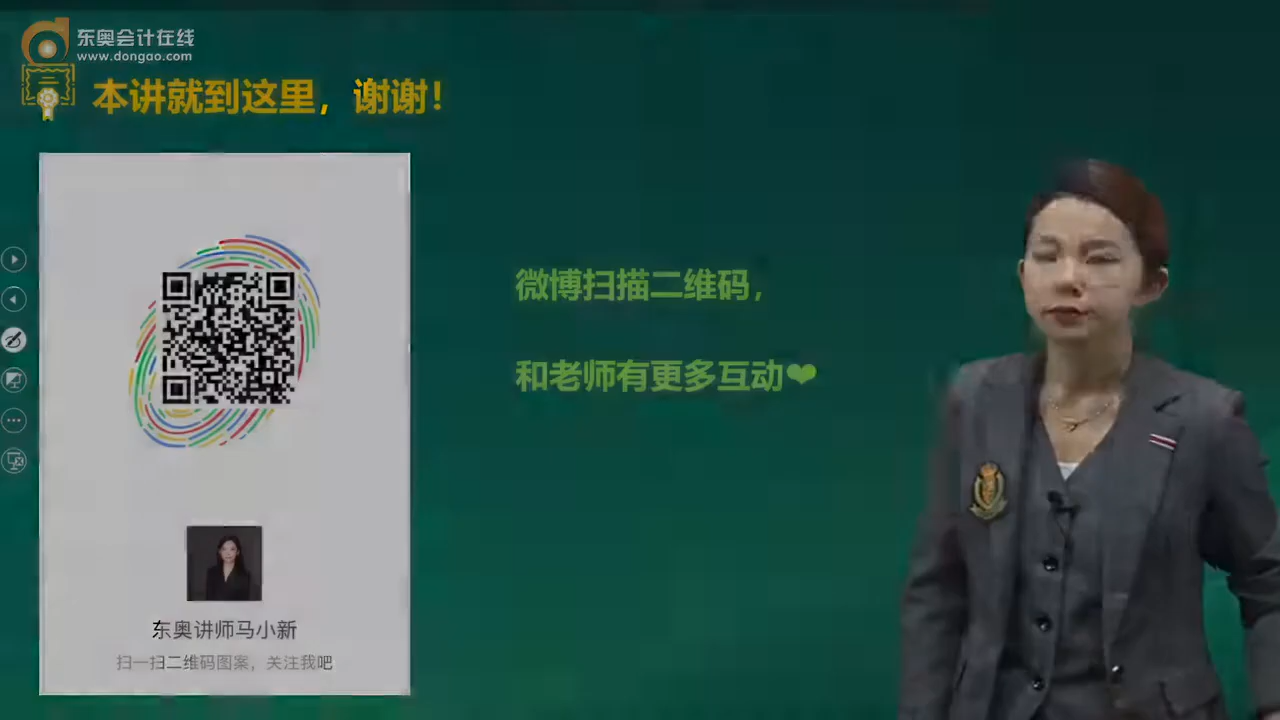 东奥会计在线
www.dongao.com
本讲就到这里，谢谢！
微博扫描二维码，
和老师有更多互动❤
东奥讲师马小新
扫一扫二维码图案，关注我吧